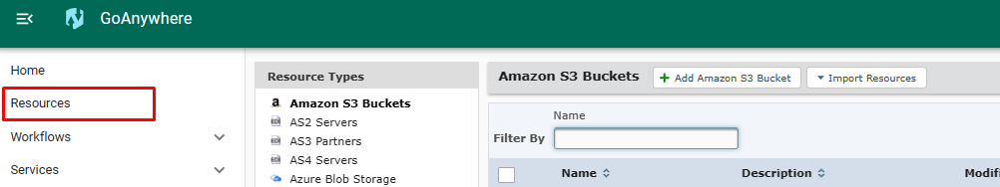 GoAnywhere
Home
Resources
Workflows
Services
Resource Types
Amazon S3 Buckets
AS2 Servers
AS3 Partners
AS4 Servers
Azure Blob Storage
Amazon S3 Buckets Add Amazon S3 Bucket Import Resources
Name
Filter By
Name Description Modifi